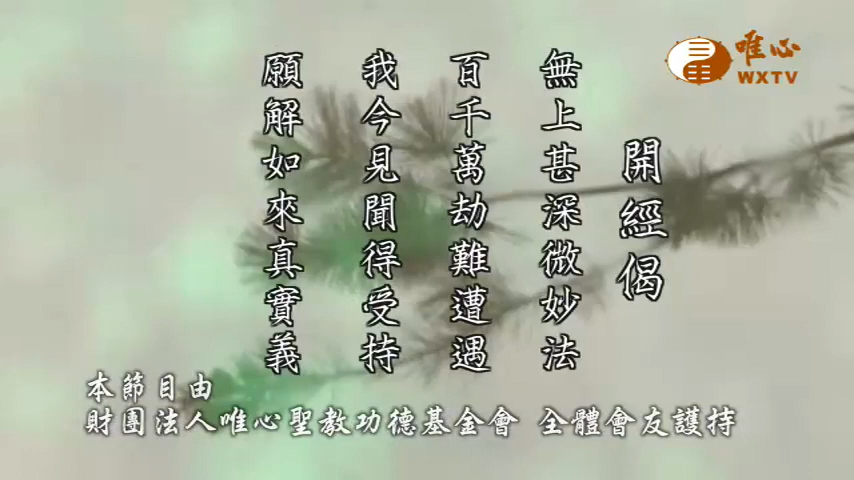 開經偈
無上甚深微妙法
百千萬劫難遭遇
我今見聞得受持
願解如來真實義
唯心
WXTV
本節目由
財團法人唯心聖教功德基金會 全體會友護持